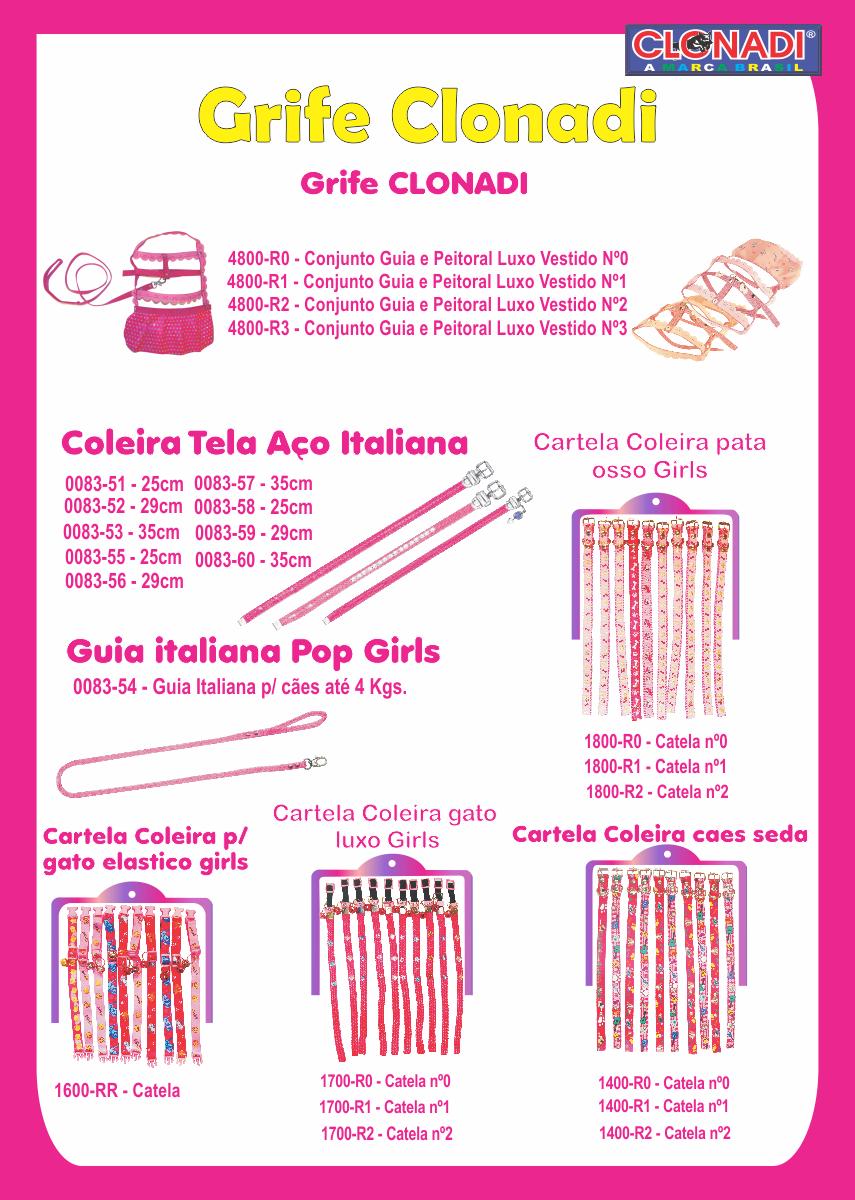 CLONADI®
A MARCA BRASIL
Grife Clonadi
Grife CLONADI
4800-R0 - Conjunto Guia e Peitoral Luxo Vestido Nº0
4800-R1 - Conjunto Guia e Peitoral Luxo Vestido Nº1
4800-R2 - Conjunto Guia e Peitoral Luxo Vestido Nº2
4800-R3 - Conjunto Guia e Peitoral Luxo Vestido Nº3
Coleira Tela Aço Italiana
0083-51 - 25cm 0083-57 - 35cm
0083-52 - 29cm 0083-58 - 25cm
0083-53 - 35cm 0083-59 - 29cm
0083-55 - 25cm 0083-60 - 35cm
0083-56 - 29cm
Cartela Coleira pata
osso Girls
1800-R0 - Catela nº0
1800-R1 - Catela nº1
1800-R2 - Catela nº2
Guia italiana Pop Girls
0083-54 - Guia Italiana p/ cães até 4 Kgs.
Cartela Coleira p/
gato elastico girls
1600-RR - Catela
Cartela Coleira gato
luxo Girls
1700-R0 - Catela nº0
1700-R1 - Catela nº1
1700-R2 - Catela nº2
Cartela Coleira caes seda
1400-R0 - Catela nº0
1400-R1 - Catela nº1
1400-R2 - Catela nº2